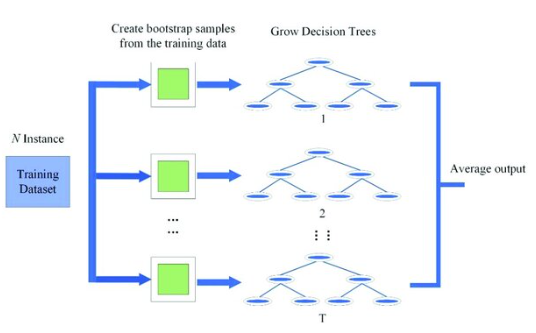 Create bootstrap samples
from the training data
Grow Decision Trees
1
N Instance
Training
Dataset
Average output
2
...
...
T